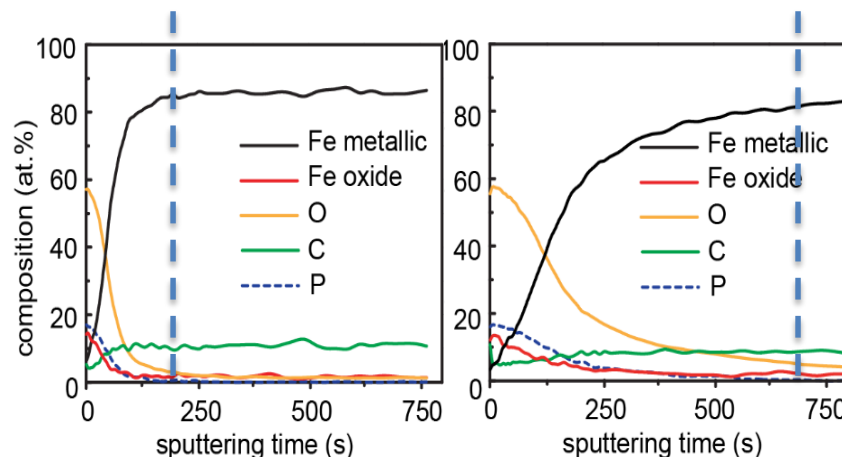 100
80
60
40
20
0
composition (at.%)
Fe metallic
Fe oxide
O
C
P
0
250
500
750
sputtering time (s)
100
80
60
40
20
0
Fe metallic
Fe oxide
O
C
P
0
250
500
750
sputtering time (s)